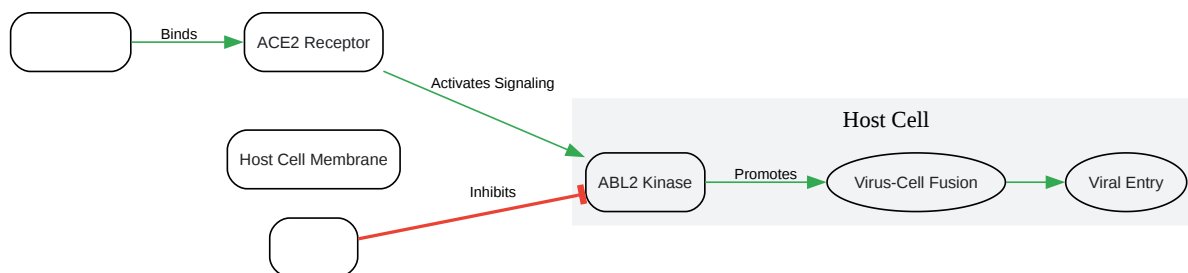 Binds
ACE2 Receptor
Activates Signaling
Host Cell
Host Cell Membrane
ABL2 Kinase
Promotes
Virus-Cell Fusion
Viral Entry
Inhibits